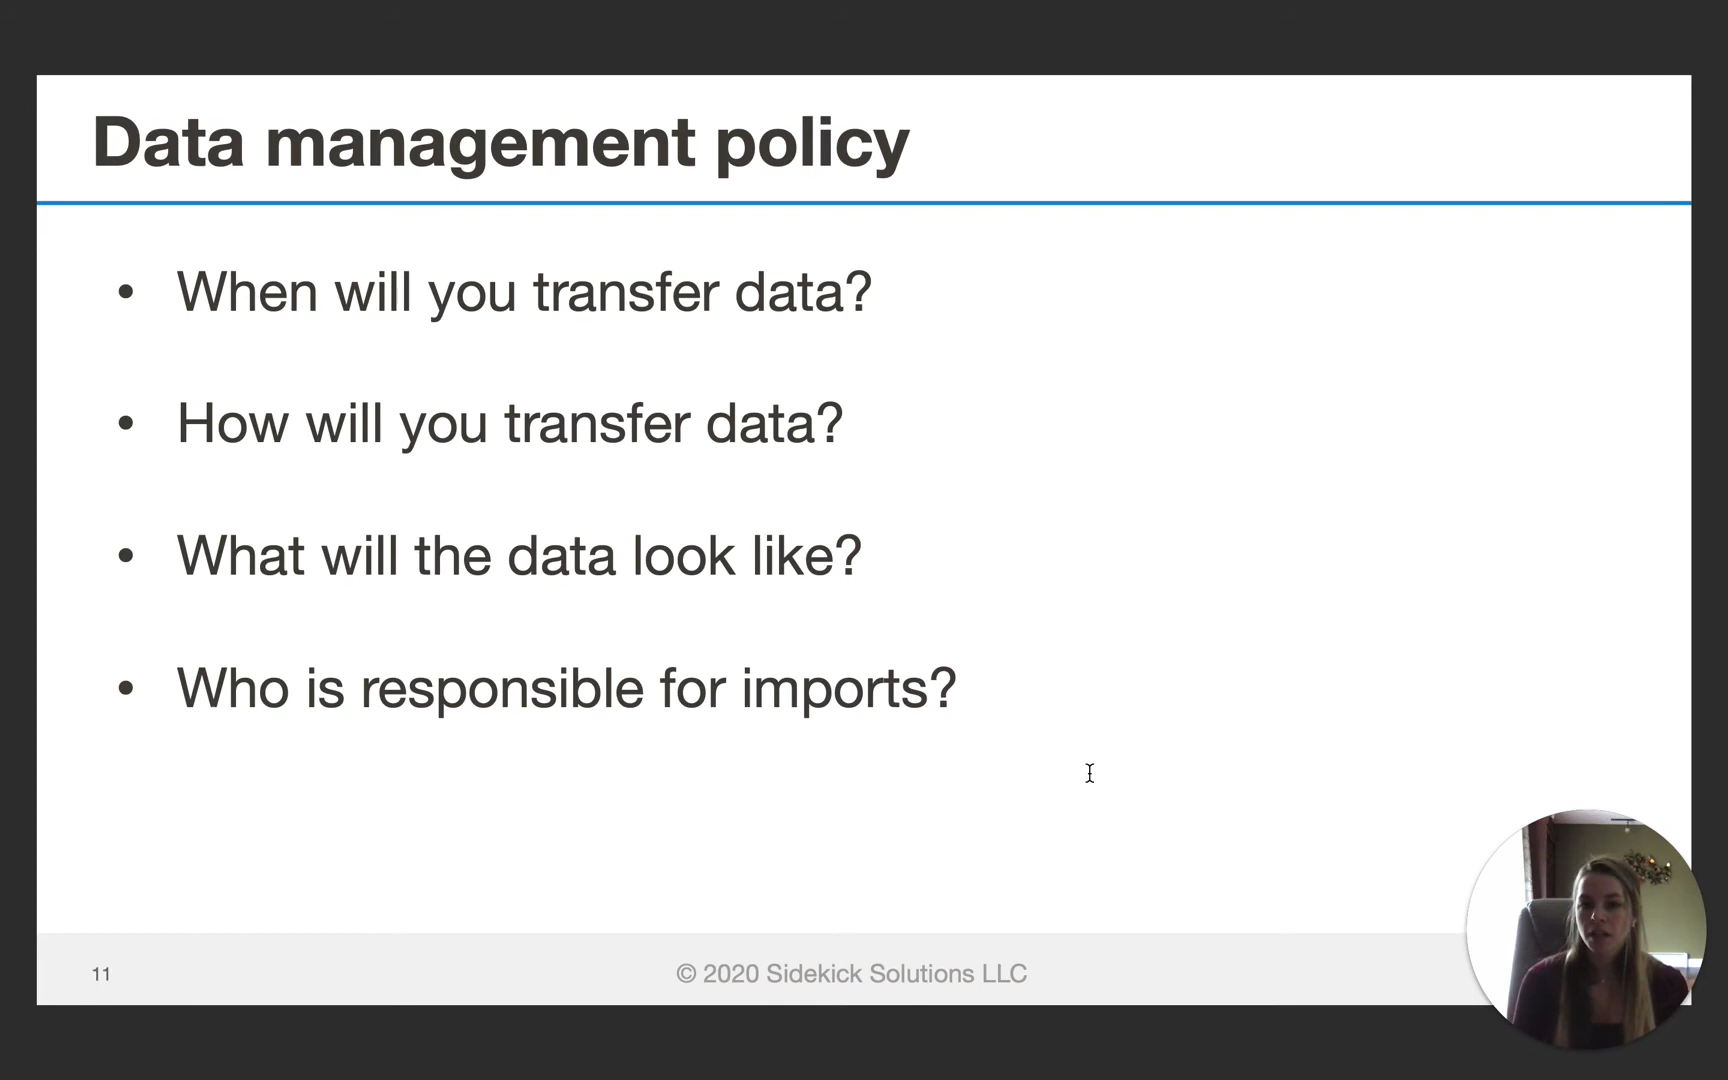 Data management policy
• When will you transfer data?
• How will you transfer data?
• What will the data look like?
• Who is responsible for imports?
11
© 2020 Sidekick Solutions LLC